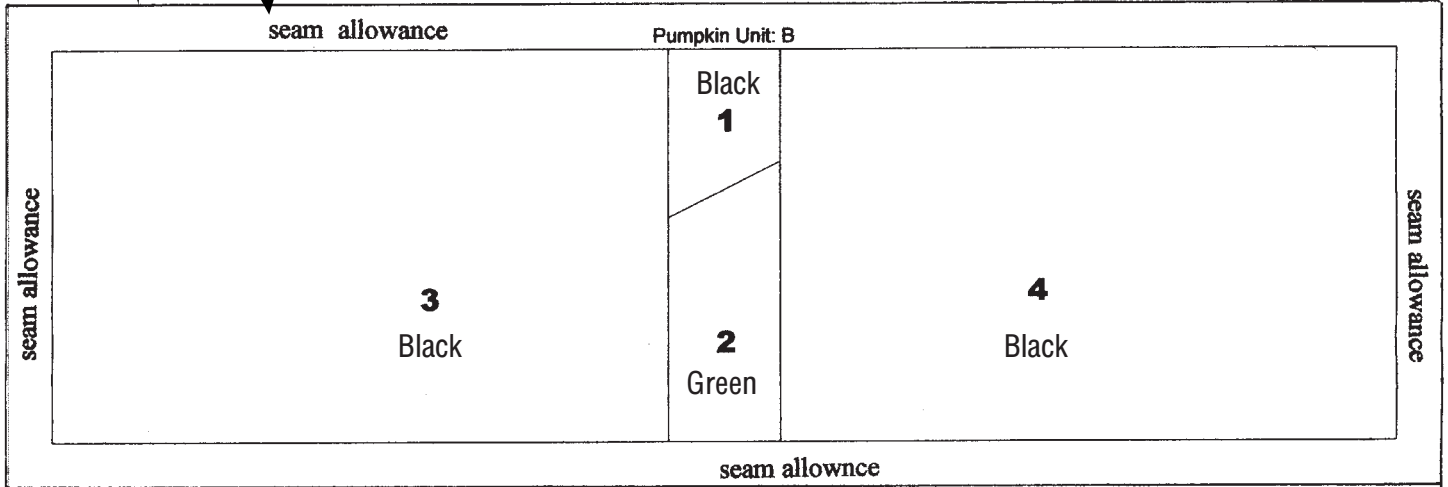 seam allowance
Pumpkin Unit: B
Black
1
seam allowance
seam allowance
3
Black
2
Green
4
Black
seam allownce